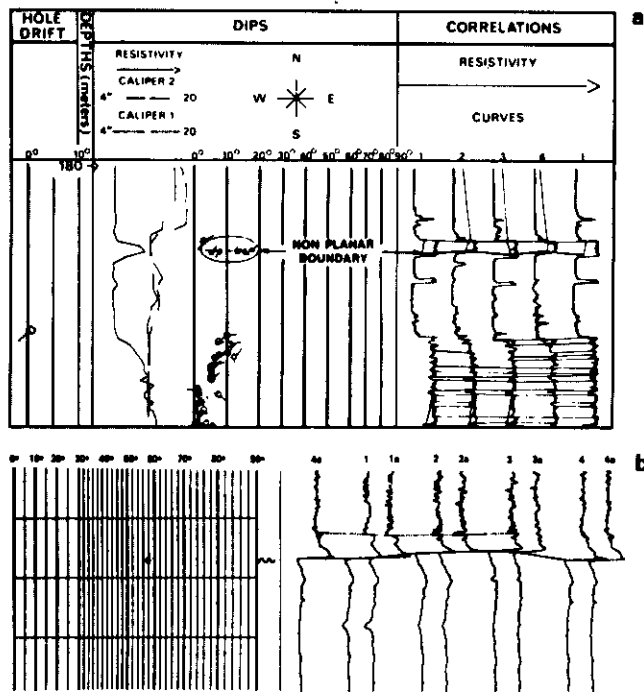 a
HOLE DRIFT
DEPTHS (meters)
DIPS
CORRELATIONS
RESISTIVITY
CALIPER 2
4" 20
CALIPER 1
4" 20
N
W E
S
RESISTIVITY
CURVES
0° 10° 0° 10° 20° 30° 40° 50° 60° 70° 80° 90° 1 2 3 4 1
180
NON PLANAR
BOUNDARY
b
0° 10° 20° 30° 40° 50° 60° 80° 90° 4a 1 1a 2 2a 3 3a 4 4a